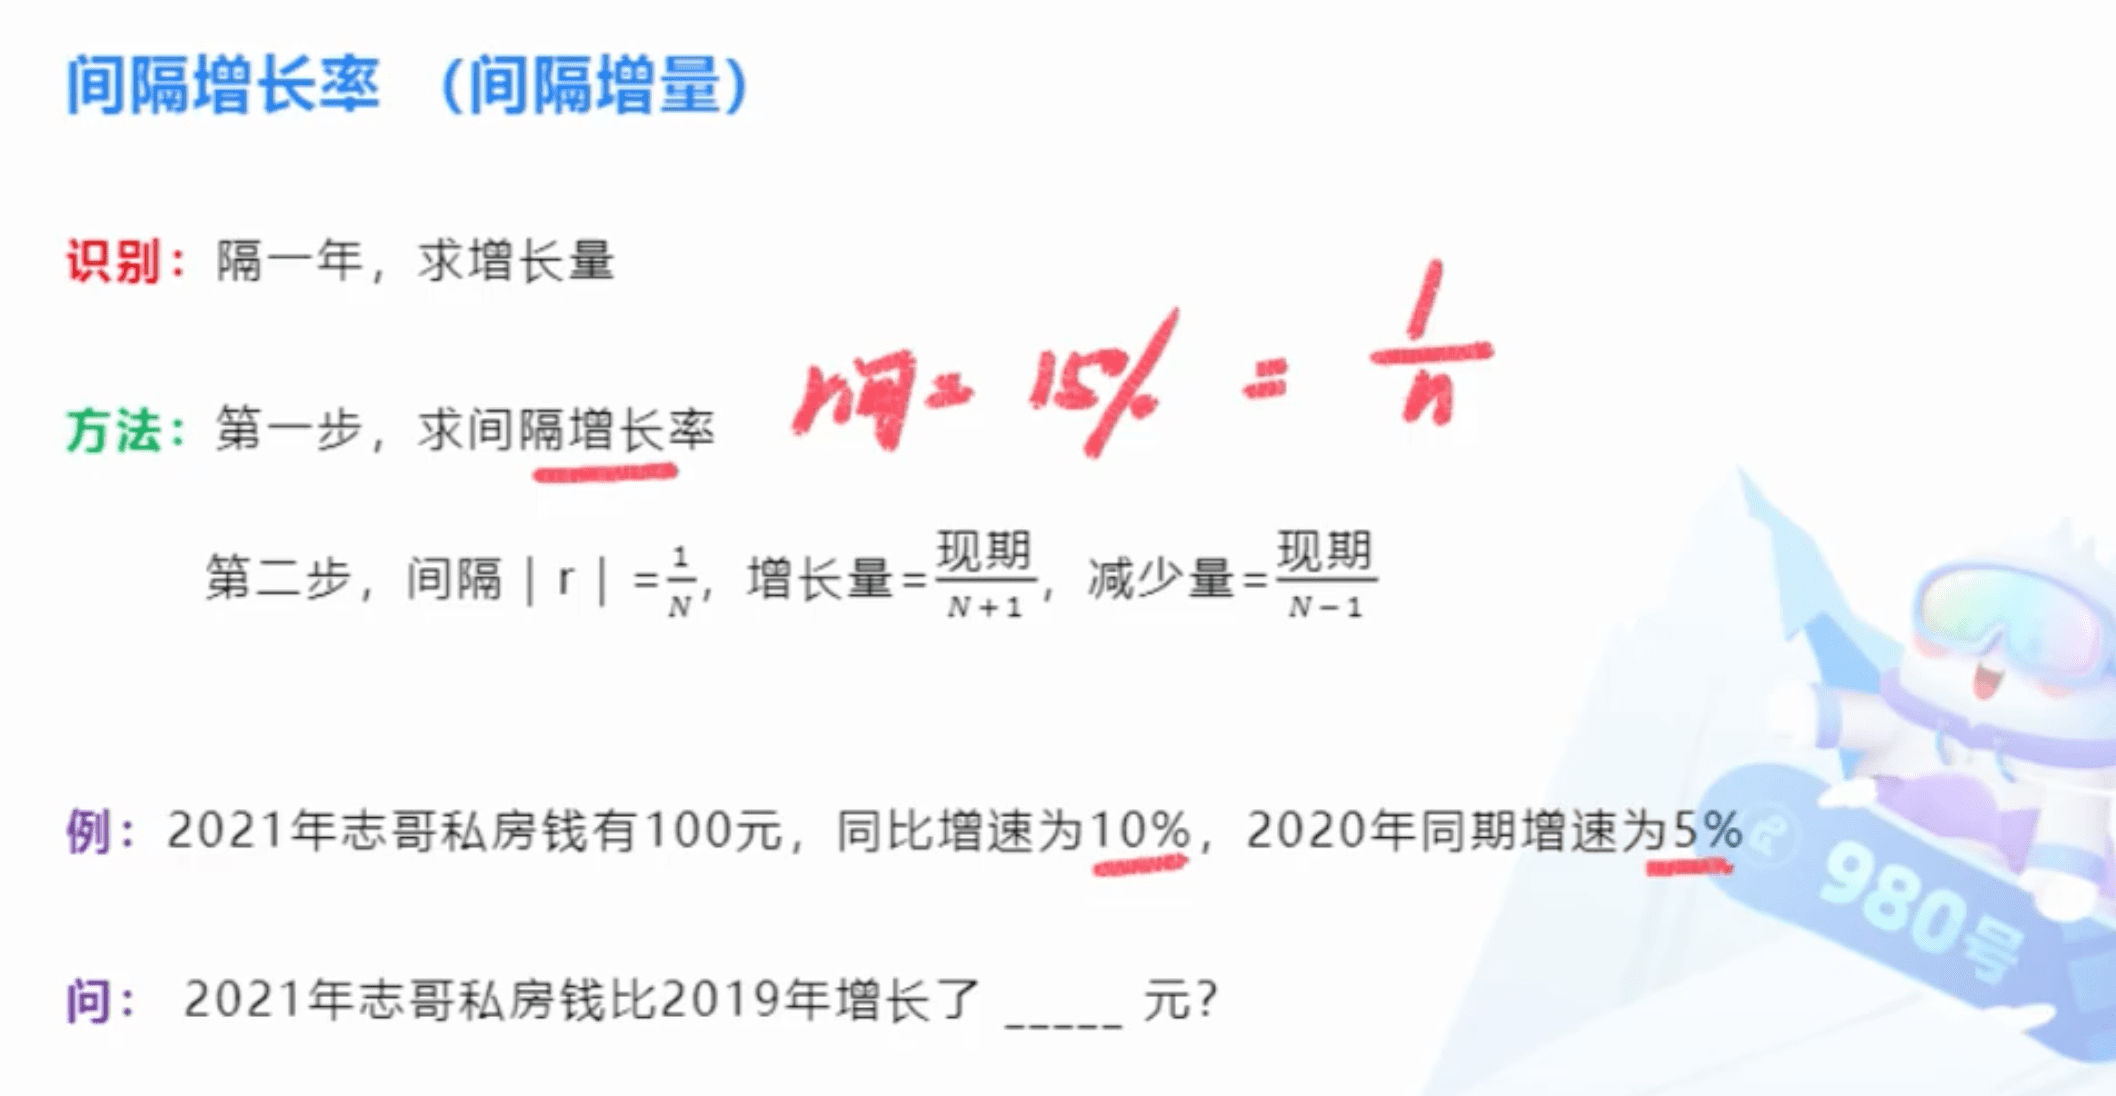 间隔增长率 （间隔增量）
识别：隔一年，求增长量
方法：第一步，求间隔增长率
r间=15%=1/n
第二步，间隔｜r｜=1/N，增长量=现期/N+1，减少量=现期/N−1
例：2021年志哥私房钱有100元，同比增速为10%，2020年同期增速为5%
980号
问： 2021年志哥私房钱比2019年增长了 _____ 元？